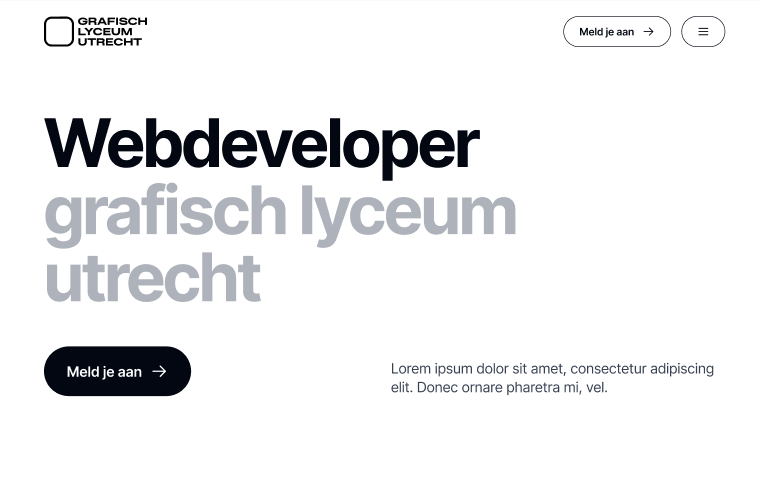 GRAFISCH
LYCEUM
UTRECHT
Meld je aan
Webdeveloper
grafisch lyceum
utrecht
Meld je aan
Lorem ipsum dolor sit amet, consectetur adipiscing
elit. Donec ornare pharetra mi, vel.